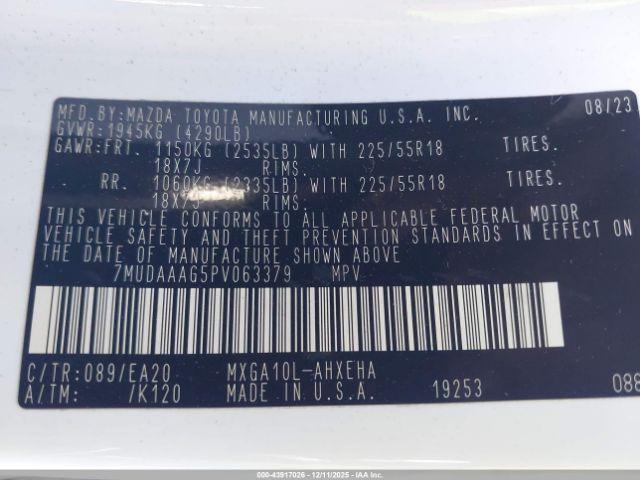 MFD.BY:MAZDA TOYOTA MANUFACTURING U.S.A. INC. 08/23
GVWR:1945KG (4290LB)
GAWR:FRT. 1150KG (2535LB) WITH 225/55R18 TIRES.
18X7J RIMS.
RR. 1060KG (2335LB) WITH 225/55R18 TIRES.
18X7J RIMS.
THIS VEHICLE CONFORMS TO ALL APPLICABLE FEDERAL MOTOR
VEHICLE SAFETY AND THEFT PREVENTION STANDARDS IN EFFECT ON
THE DATE OF MANUFACTURE SHOWN ABOVE
7MUDAAAG5PV063379 MPV
C/TR:089/EA20 MXGA10L-AHXEHA
A/TM: /K120 MADE IN U.S.A. 19253 088
000-43917026 - 12/11/2025 - IAAI